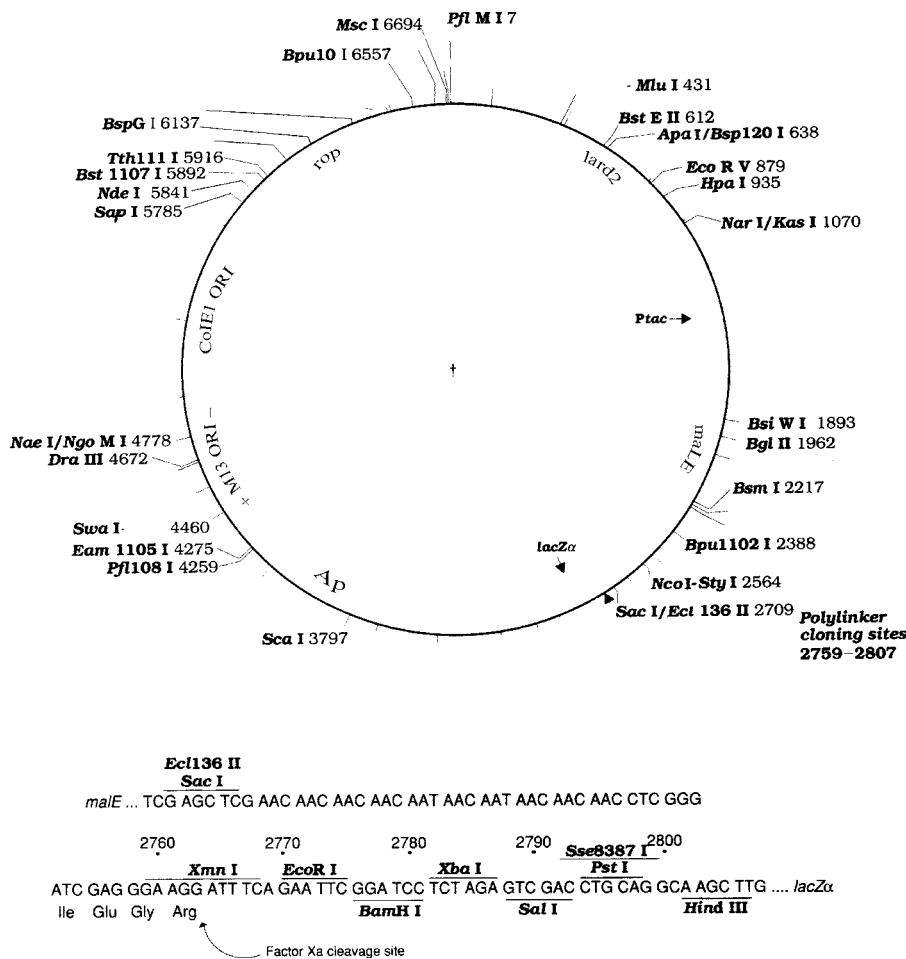 Msc I 6694
Pfl M I 7
Bpu10 I 6557
- Mlu I 431
Bst E II 612
BspG I 6137
Apa I/Bsp120 I 638
rop
lard2
Tth111 I 5916
Bst 1107 I 5892
Eco R V 879
Nde I 5841
Hpa I 935
Sap I 5785
Nar I/Kas I 1070
ColE1 ORI
Ptac
Bsi W I 1893
Nae I/Ngo M I 4778
Bgl II 1962
Dra III 4672
+ M13 ORI -
malE
Bsm I 2217
Swa I- 4460
Bpu1102 I 2388
Eam 1105 I 4275
lacZα
Pfl108 I 4259
Ap
NcoI-Sty I 2564
Sac I/Ecl 136 II 2709
Sca I 3797
Polylinker
cloning sites
2759-2807
Ecl136 II
Sac I
malE ... TCG AGC TCG AAC AAC AAC AAC AAT AAC AAT AAC AAC AAC CTC GGG
2760 2770 2780 2790 2800
Sse8387 I
Xmn I EcoR I Xba I Pst I
ATC GAG GGA AGG ATT TCA GAA TTC GGA TCC TCT AGA GTC GAC CTG CAG GCA AGC TTG .... lacZα
Ile Glu Gly Arg BamH I Sal I Hind III
Factor Xa cleavage site